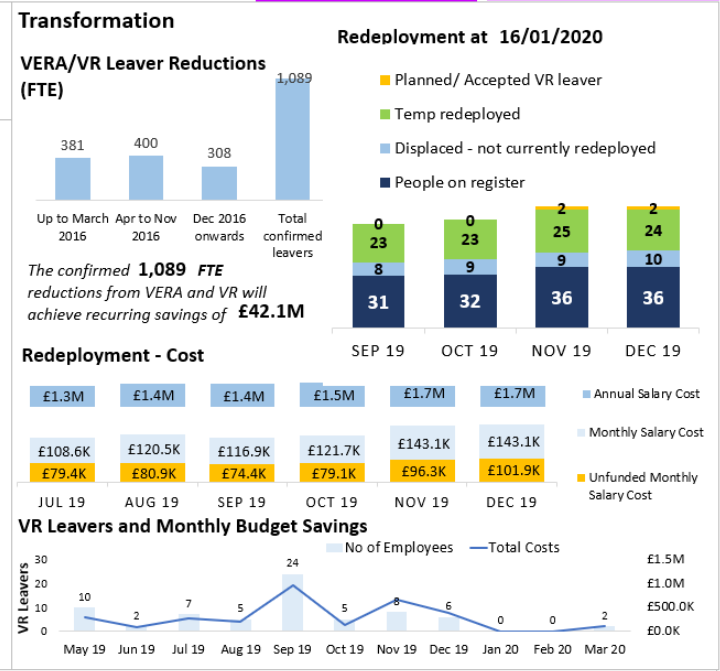 Transformation
VERA/VR Leaver Reductions
(FTE)
1,089
381
400
308
Up to March
2016
Apr to Nov
2016
Dec 2016
onwards
Total
confirmed
leavers
The confirmed 1,089 FTE
reductions from VERA and VR will
achieve recurring savings of £42.1M
Redeployment at 16/01/2020
Planned/ Accepted VR leaver
Temp redeployed
Displaced - not currently redeployed
People on register
0 0 2 2
23 23 25 24
8 9 9 10
31 32 36 36
SEP 19 OCT 19 NOV 19 DEC 19
Redeployment - Cost
£1.3M £1.4M £1.4M £1.5M £1.7M £1.7M
£108.6K £120.5K £116.9K £121.7K £143.1K £143.1K
£79.4K £80.9K £74.4K £79.1K £96.3K £101.9K
JUL 19 AUG 19 SEP 19 OCT 19 NOV 19 DEC 19
Annual Salary Cost
Monthly Salary Cost
Unfunded Monthly
Salary Cost
VR Leavers and Monthly Budget Savings
No of Employees Total Costs
VR Leavers
30
20
10
0
10 2 7 5 24 5 8 6 0 0 2
£1.5M
£1.0M
£500.0K
£0.0K
May 19 Jun 19 Jul 19 Aug 19 Sep 19 Oct 19 Nov 19 Dec 19 Jan 20 Feb 20 Mar 20